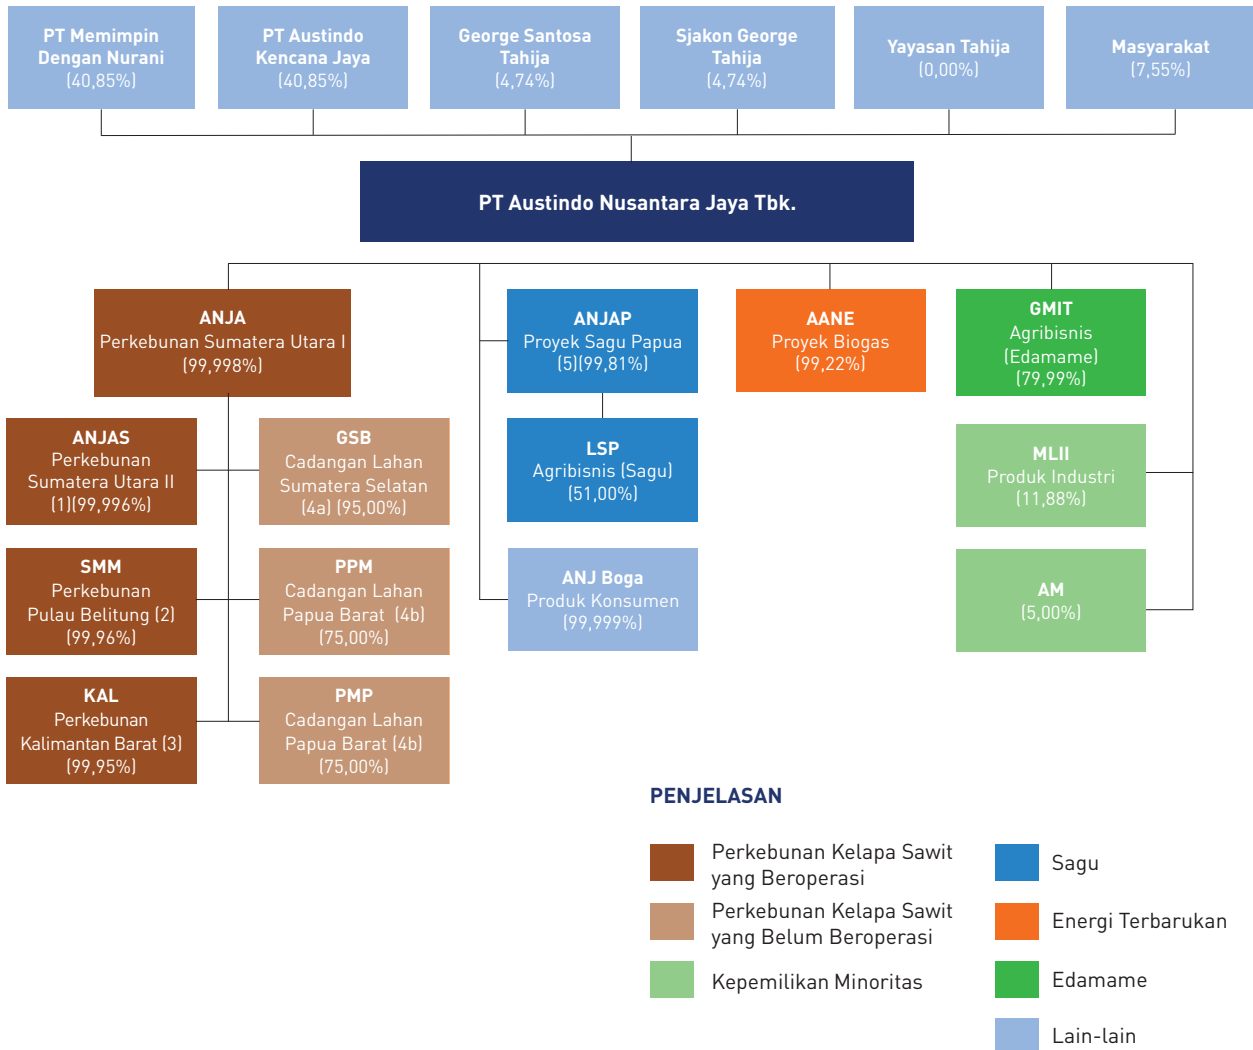 PT Memimpin
Dengan Nurani
(40,85%)
PT Austindo
Kencana Jaya
(40,85%)
George Santosa
Tahija
(4,74%)
Sjakon George
Tahija
(4,74%)
Yayasan Tahija
(0,00%)
Masyarakat
(7,55%)
PT Austindo Nusantara Jaya Tbk.
ANJA
Perkebunan Sumatera Utara I
(99,998%)
ANJAP
Proyek Sagu Papua
(5)(99,81%)
AANE
Proyek Biogas
(99,22%)
GMIT
Agribisnis
(Edamame)
(79,99%)
ANJAS
Perkebunan
Sumatera Utara II
(1)(99,996%)
GSB
Cadangan Lahan
Sumatera Selatan
(4a) (95,00%)
LSP
Agribisnis (Sagu)
(51,00%)
MLII
Produk Industri
(11,88%)
SMM
Perkebunan
Pulau Belitung (2)
(99,96%)
PPM
Cadangan Lahan
Papua Barat (4b)
(75,00%)
ANJ Boga
Produk Konsumen
(99,999%)
AM
(5,00%)
KAL
Perkebunan
Kalimantan Barat (3)
(99,95%)
PMP
Cadangan Lahan
Papua Barat (4b)
(75,00%)
PENJELASAN
Perkebunan Kelapa Sawit
yang Beroperasi
Perkebunan Kelapa Sawit
yang Belum Beroperasi
Kepemilikan Minoritas
Sagu
Energi Terbarukan
Edamame
Lain-lain